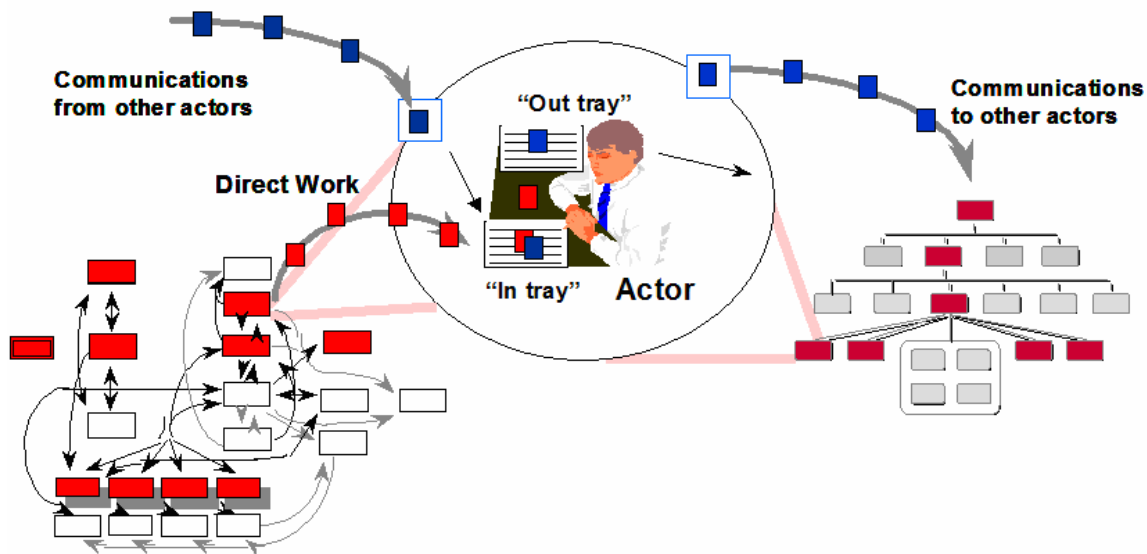 Communications
from other actors
“Out tray”
Communications
to other actors
Direct Work
“In tray”
Actor